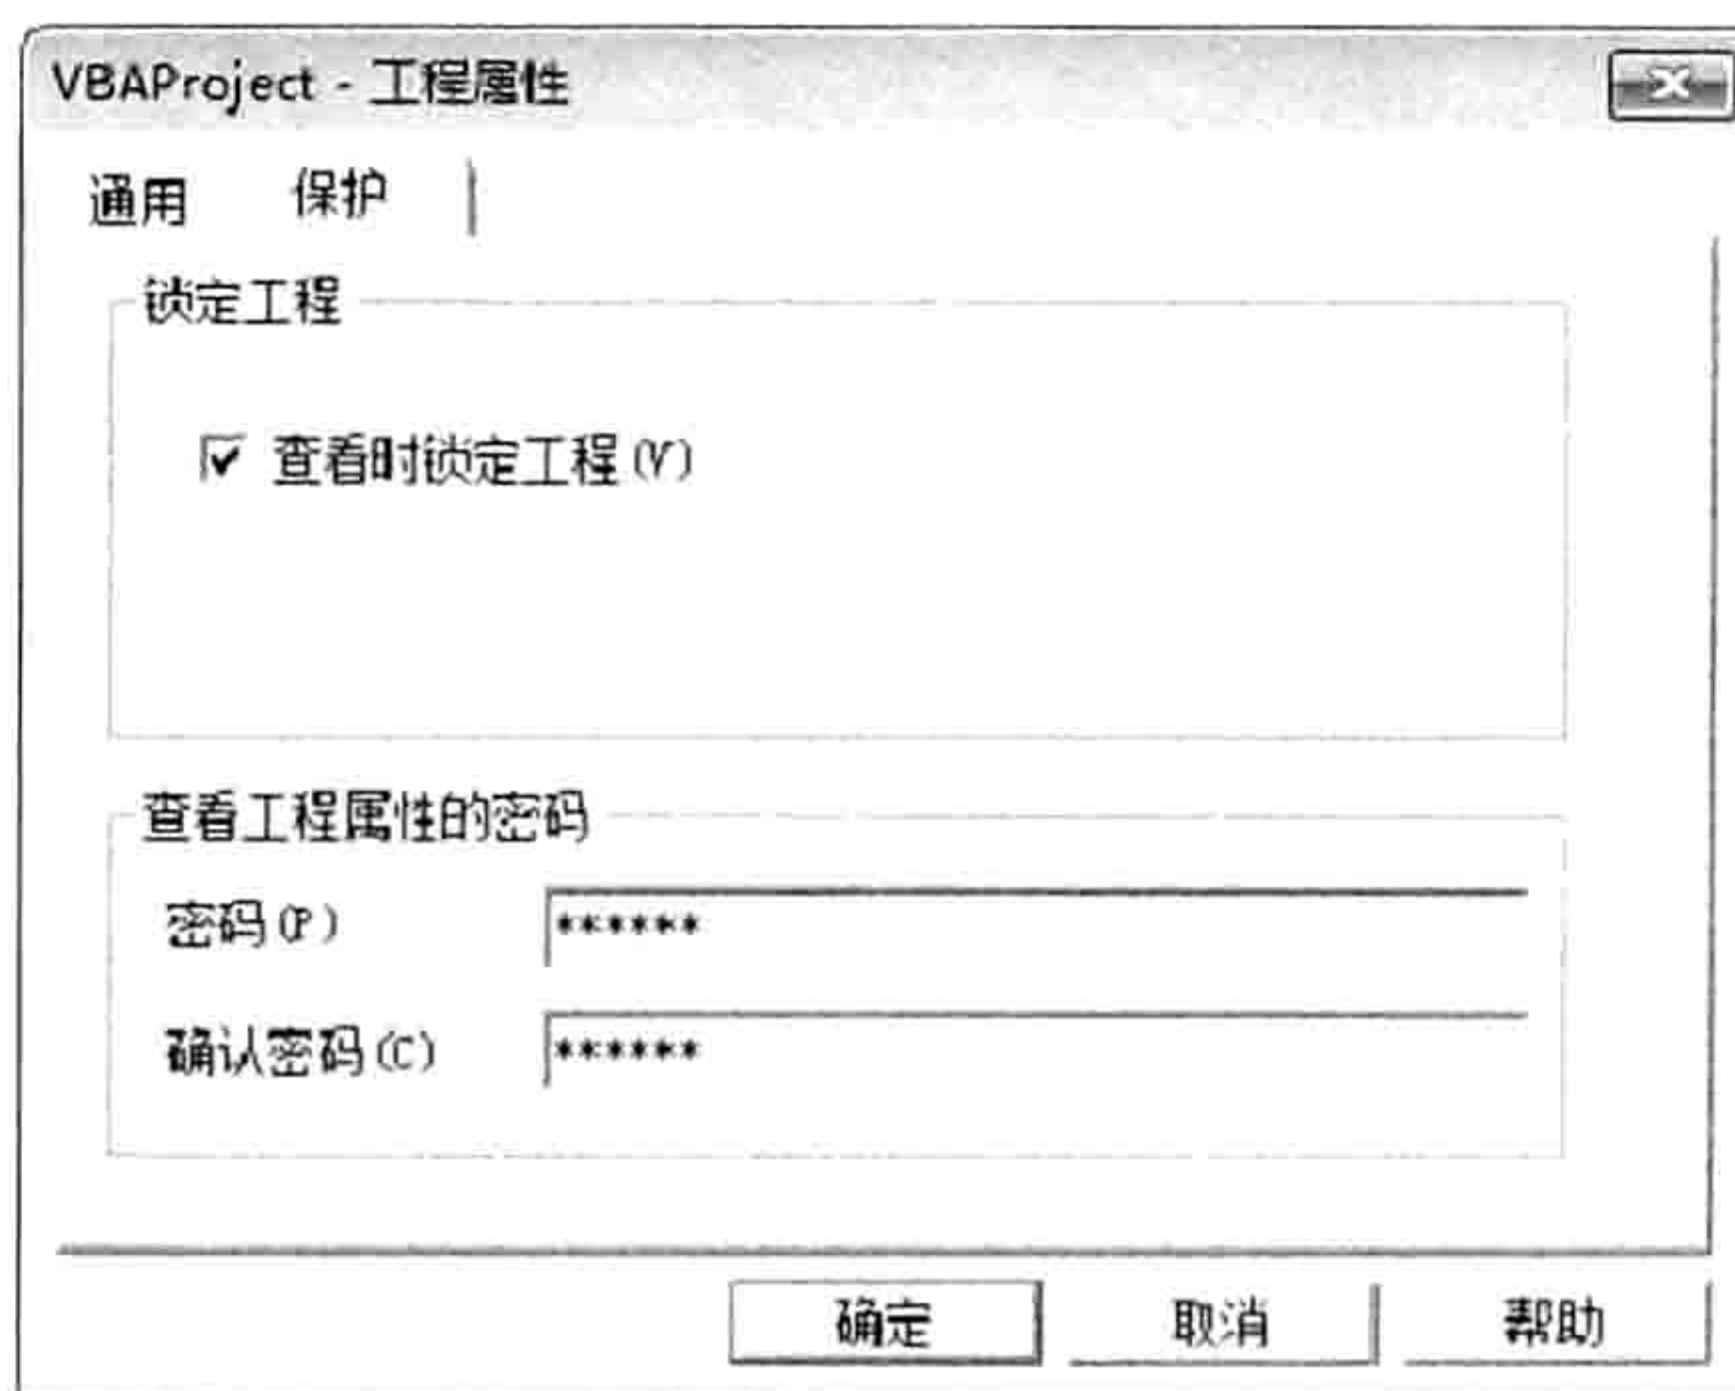 VBAProject - 工程属性
通用 保护
锁定工程
查看时锁定工程(V)
查看工程属性的密码
密码(P) ******
确认密码(C) ******
确定 取消 帮助